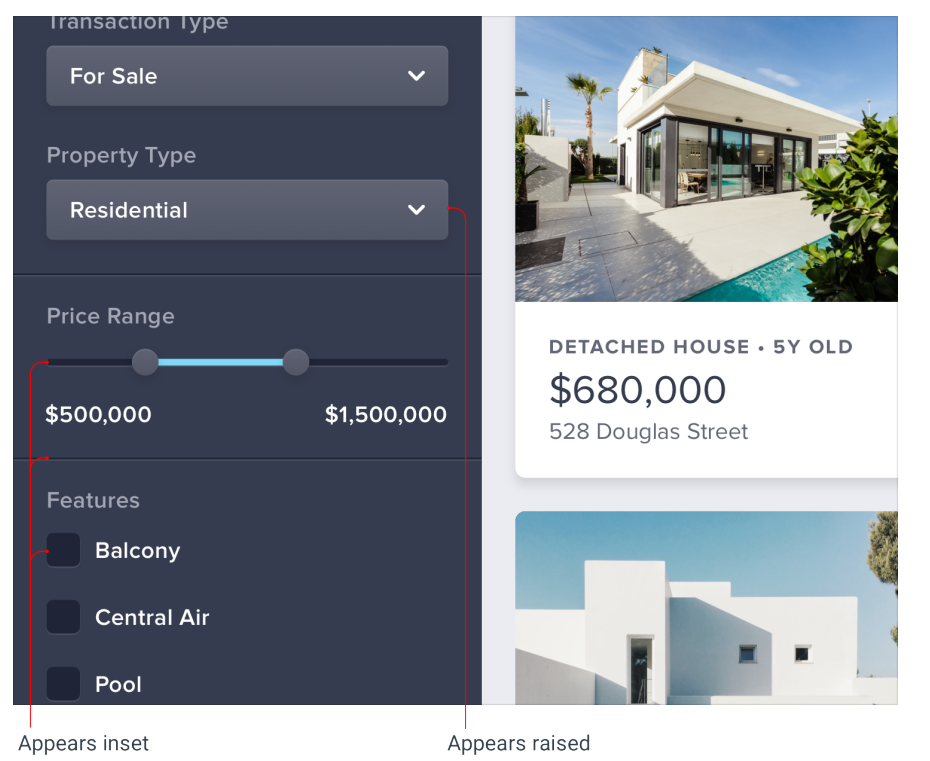 Transaction Type
For Sale
Property Type
Residential
Price Range
$500,000 $1,500,000
Features
Balcony
Central Air
Pool
DETACHED HOUSE • 5Y OLD
$680,000
528 Douglas Street
Appears inset
Appears raised